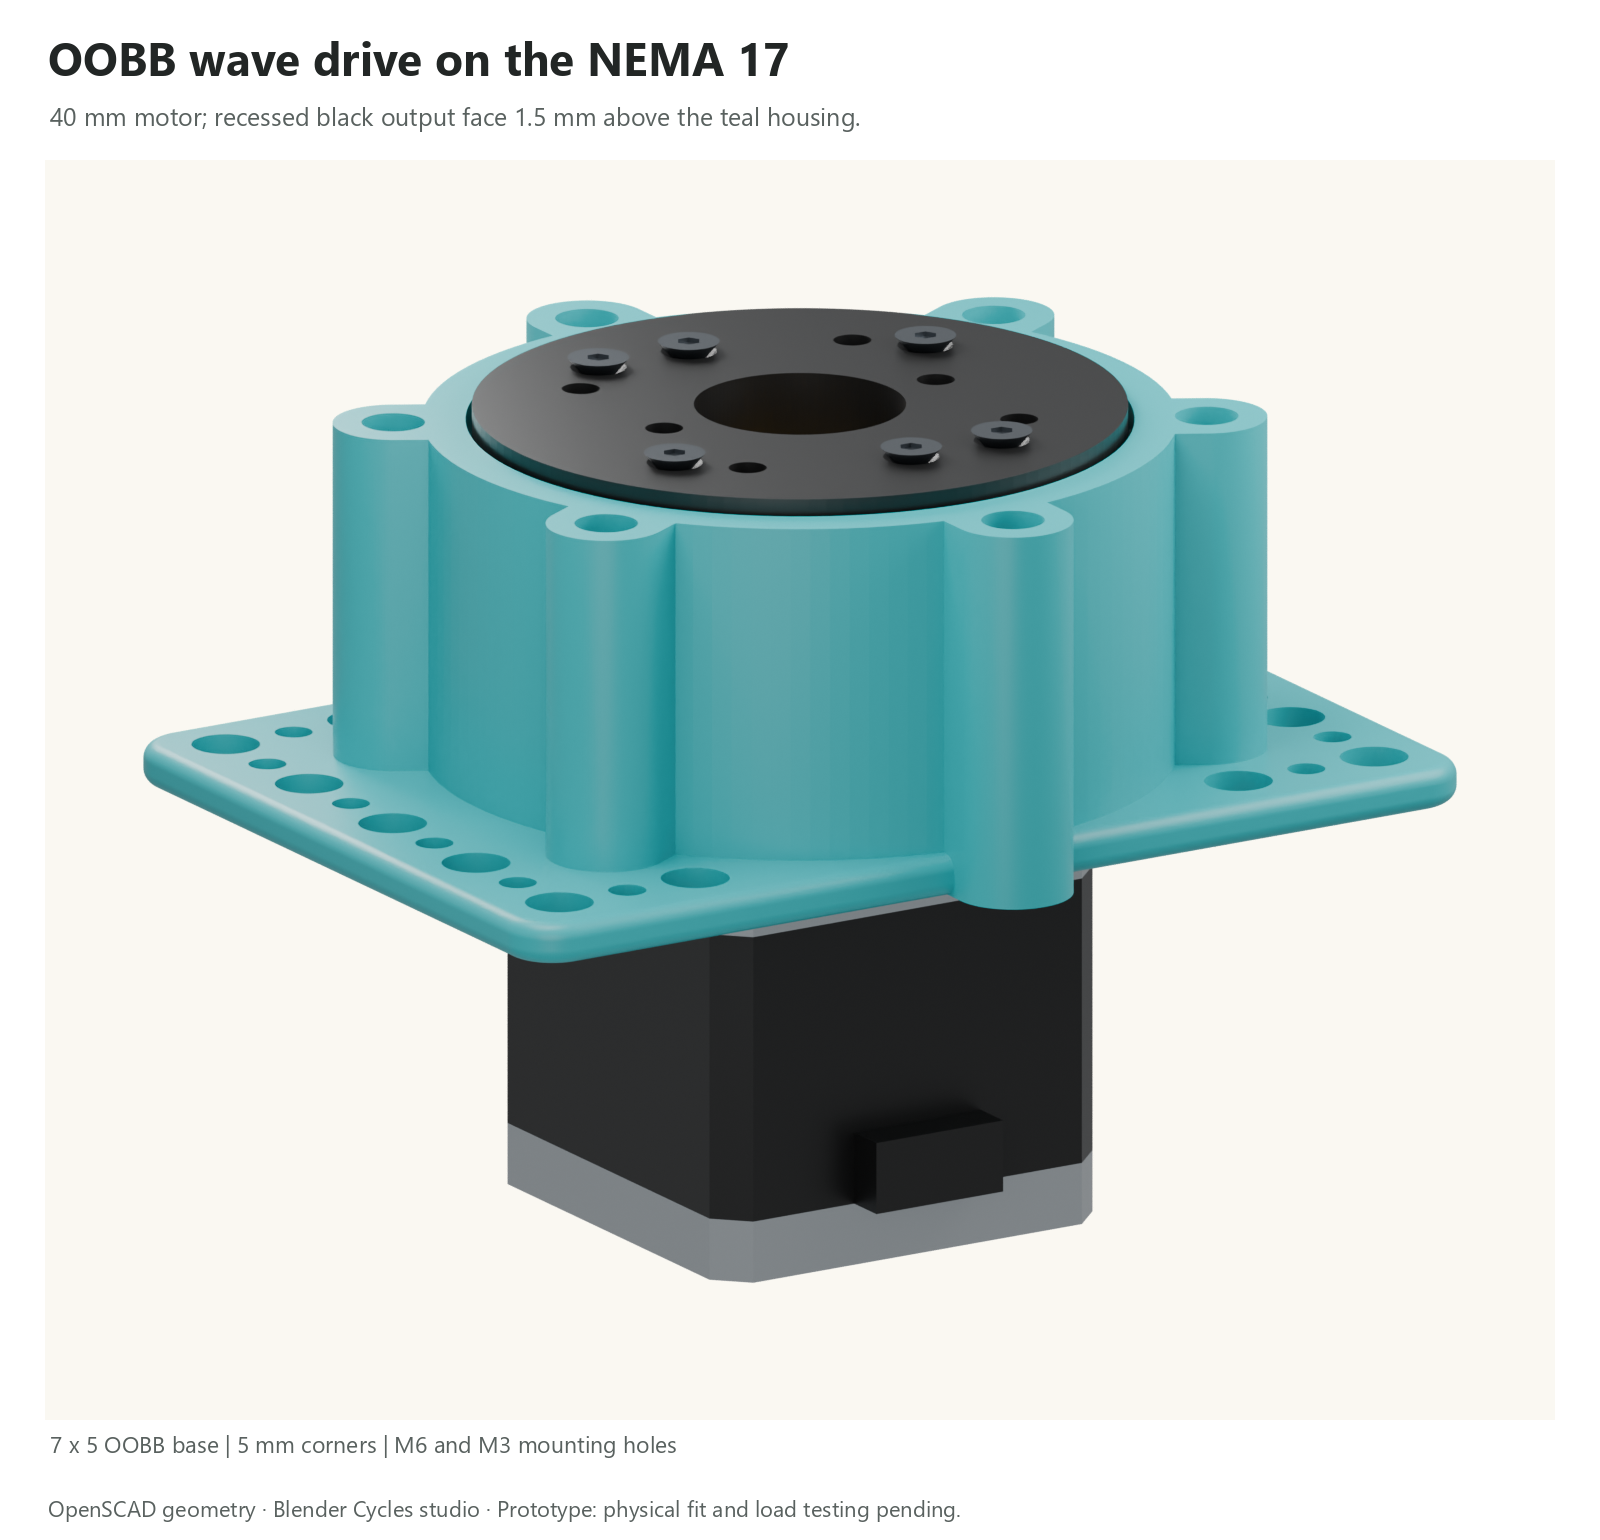 OOBB wave drive on the NEMA 17
40 mm motor; recessed black output face 1.5 mm above the teal housing.
7 x 5 OOBB base | 5 mm corners | M6 and M3 mounting holes
OpenSCAD geometry · Blender Cycles studio · Prototype: physical fit and load testing pending.